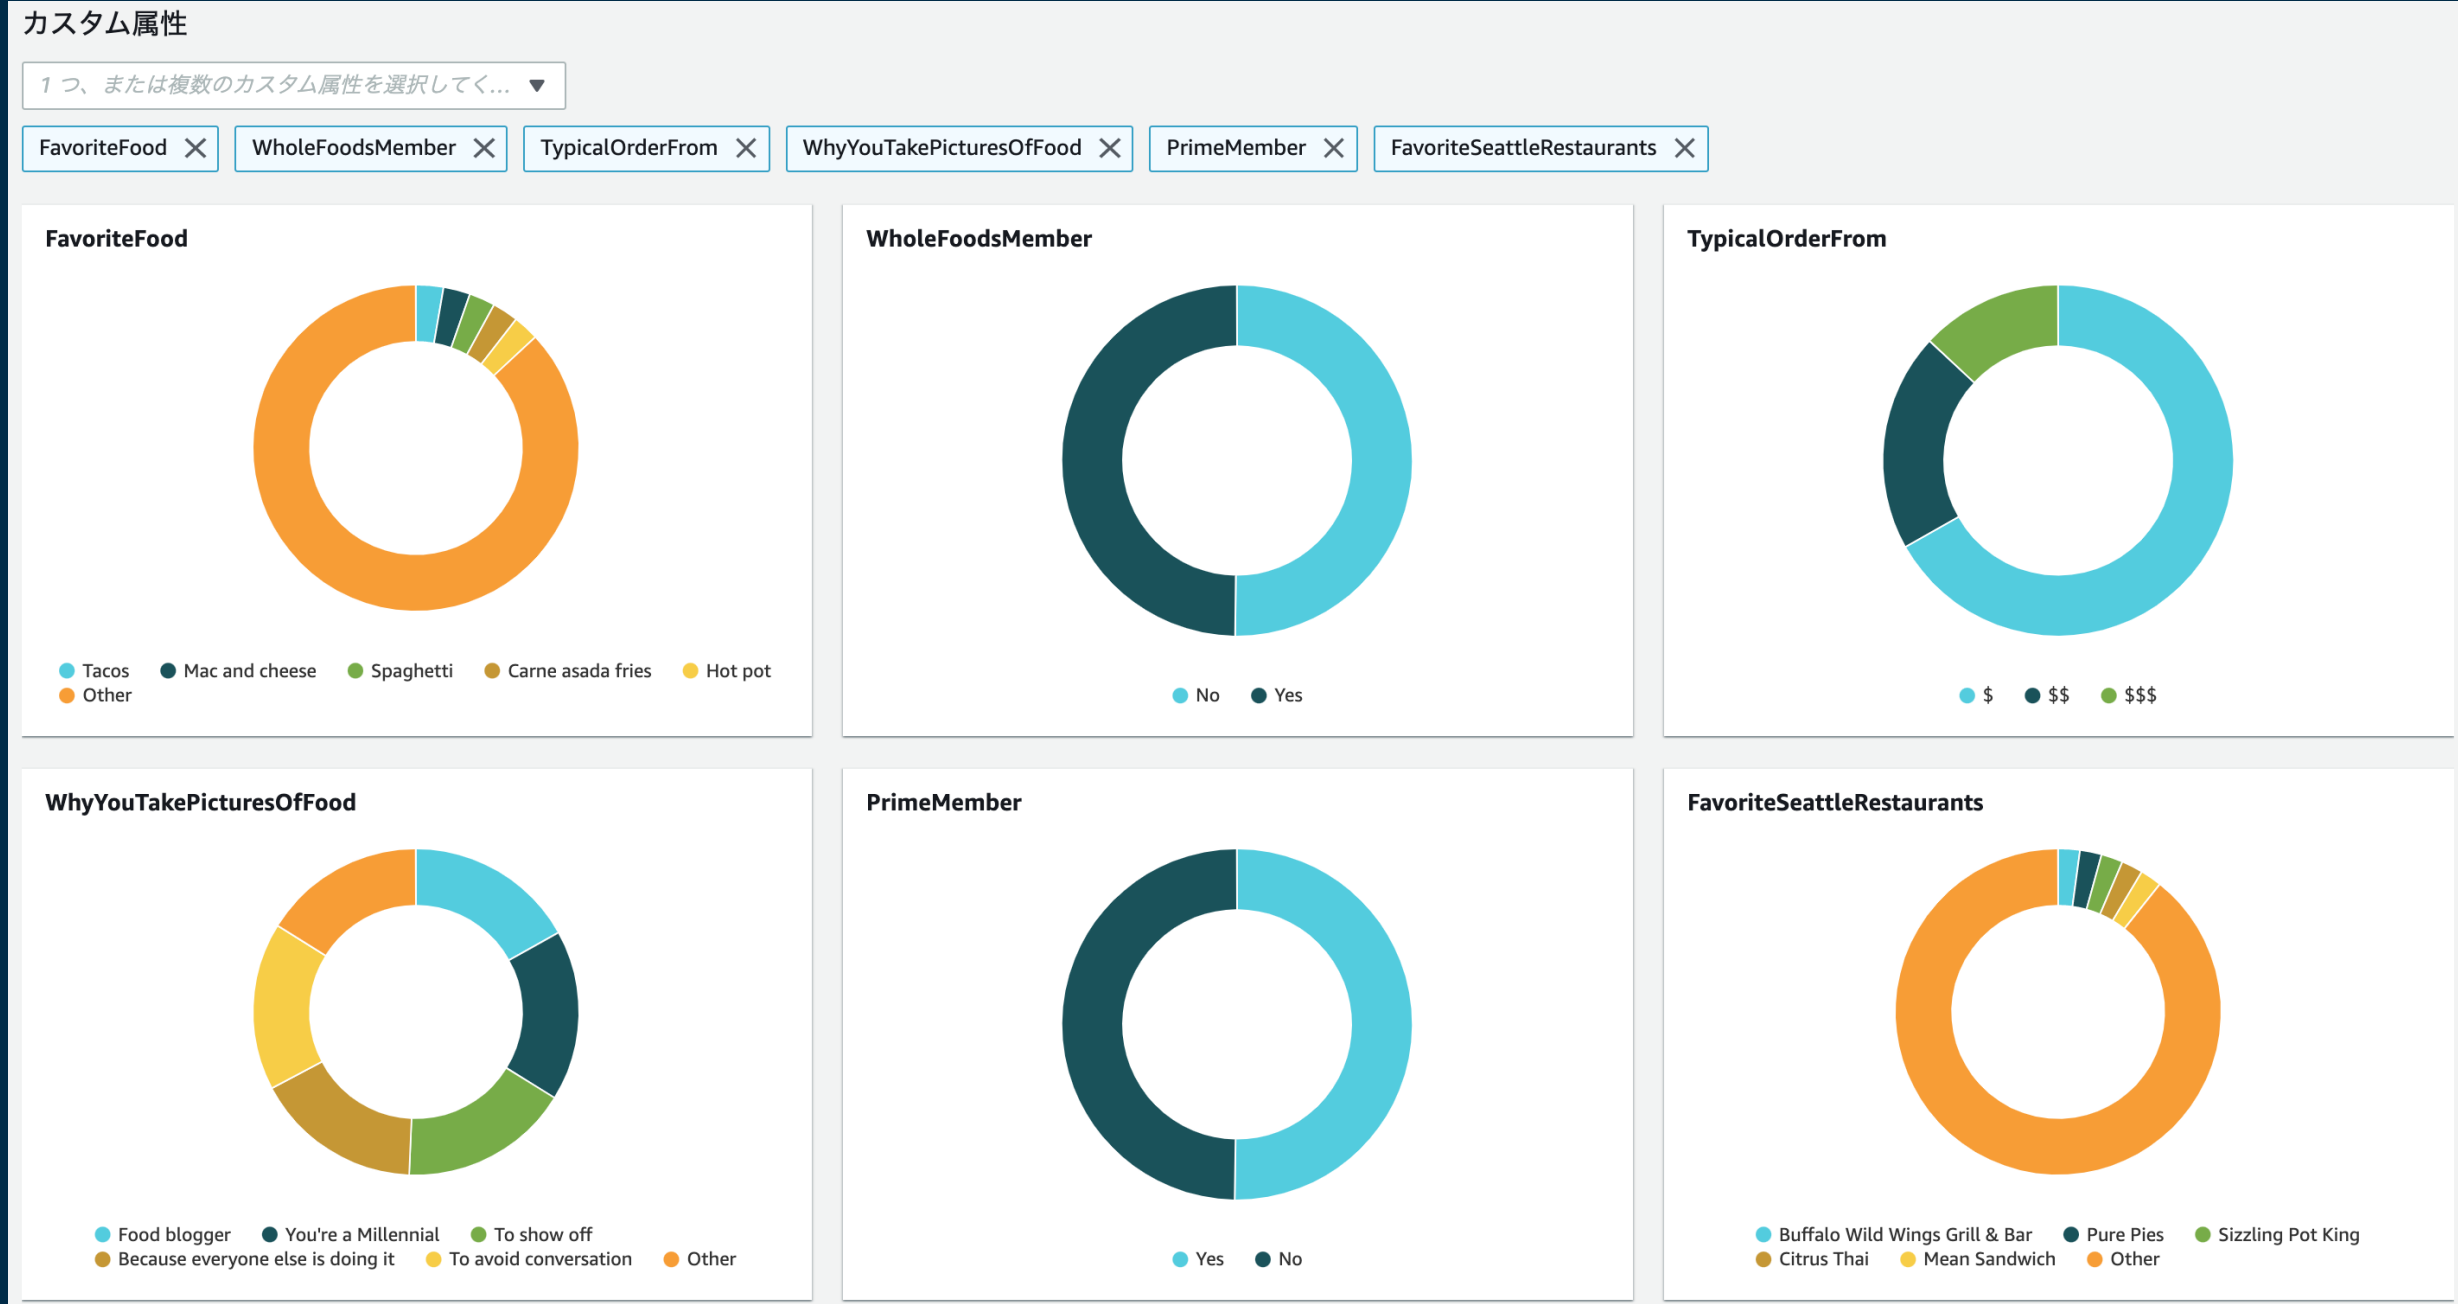 カスタム属性
1 つ、または複数のカスタム属性を選択してく...
FavoriteFood
WholeFoodsMember
TypicalOrderFrom
WhyYouTakePicturesOfFood
PrimeMember
FavoriteSeattleRestaurants
FavoriteFood
Tacos Mac and cheese Spaghetti Carne asada fries Hot pot
Other
WholeFoodsMember
No Yes
TypicalOrderFrom
$ $$ $$$
WhyYouTakePicturesOfFood
Food blogger You're a Millennial To show off
Because everyone else is doing it To avoid conversation Other
PrimeMember
Yes No
FavoriteSeattleRestaurants
Buffalo Wild Wings Grill & Bar Pure Pies Sizzling Pot King
Citrus Thai Mean Sandwich Other